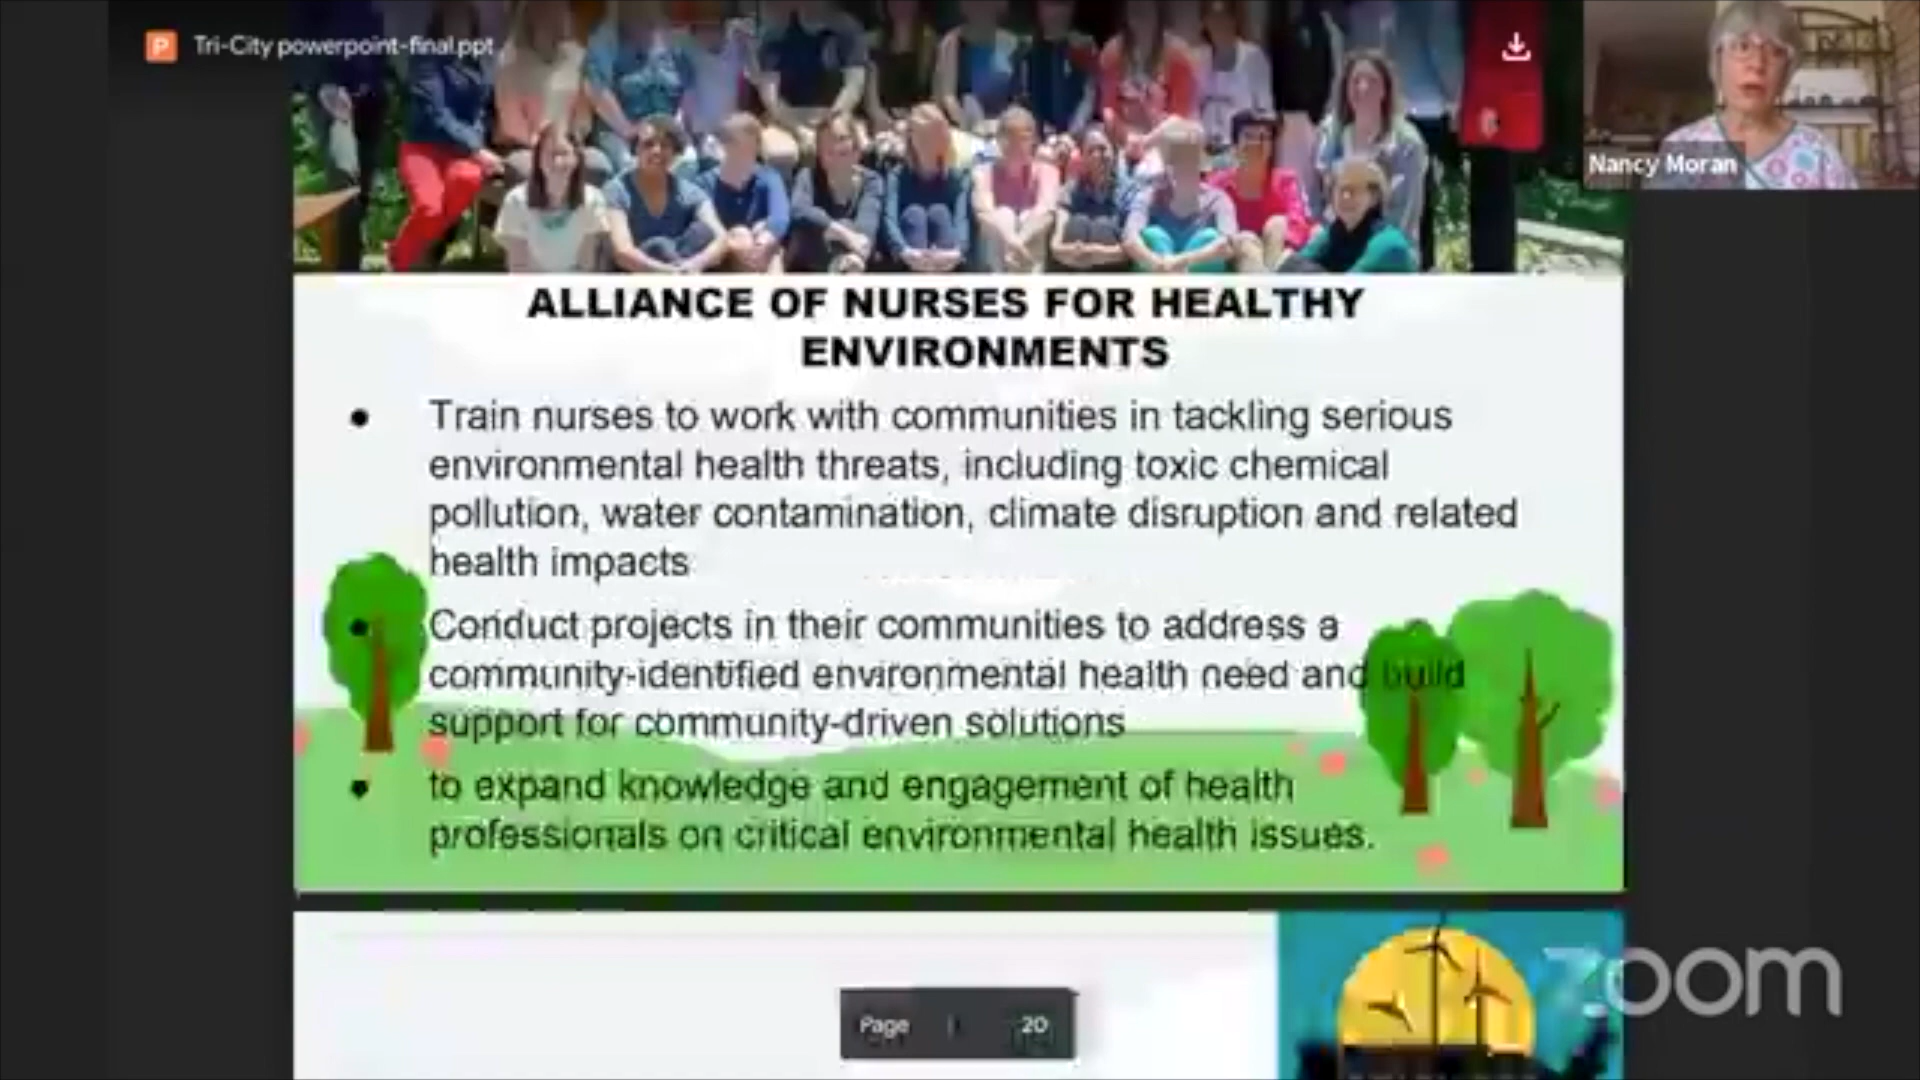 Tri-City powerpoint-final.ppt
Nancy Moran
ALLIANCE OF NURSES FOR HEALTHY
ENVIRONMENTS
• Train nurses to work with communities in tackling serious
environmental health threats, including toxic chemical
pollution, water contamination, climate disruption and related
health impacts
• Conduct projects in their communities to address a
community-identified environmental health need and build
support for community-driven solutions
• to expand knowledge and engagement of health
professionals on critical environmental health issues.
Page 20
zoom